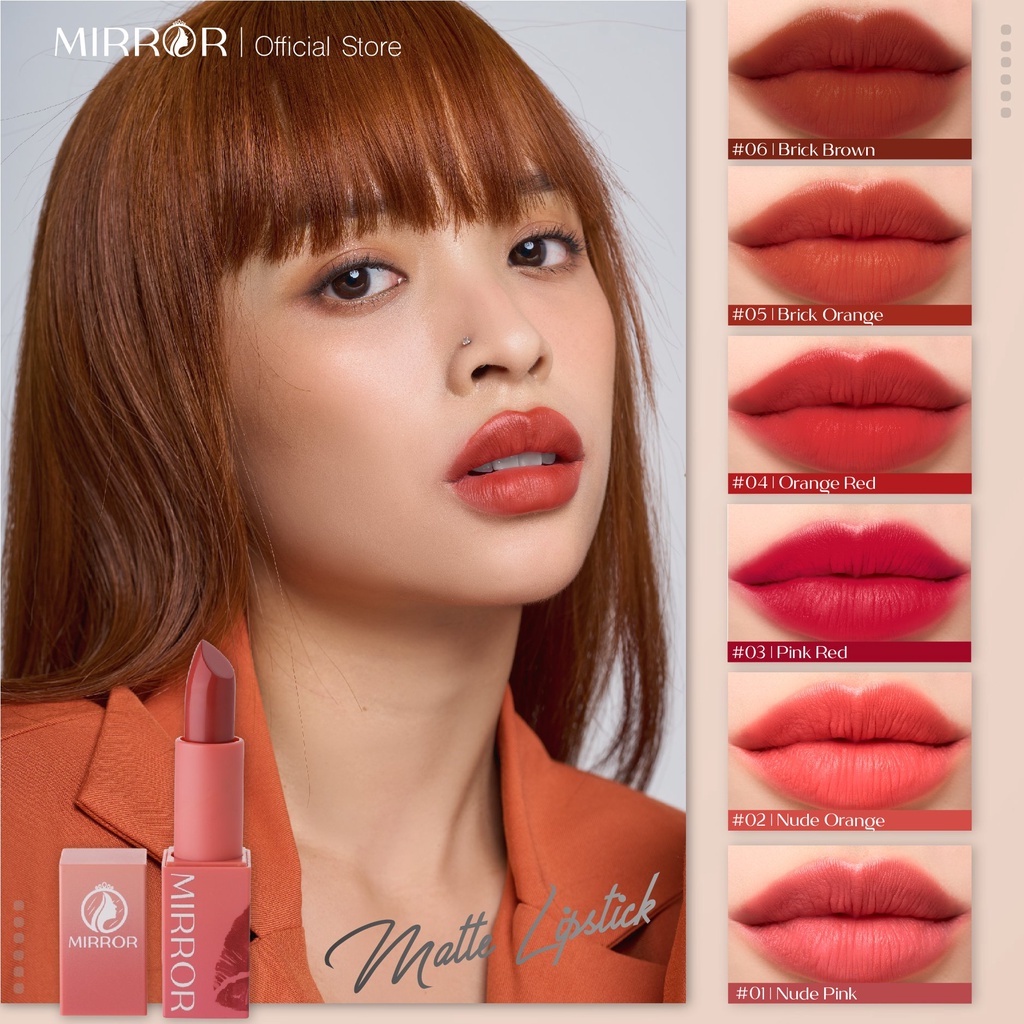 MIRROR | Official Store
#06 | Brick Brown
#05 | Brick Orange
#04 | Orange Red
#03 | Pink Red
#02 | Nude Orange
#01 | Nude Pink
MIRROR
MIRROR
Matte Lipstick